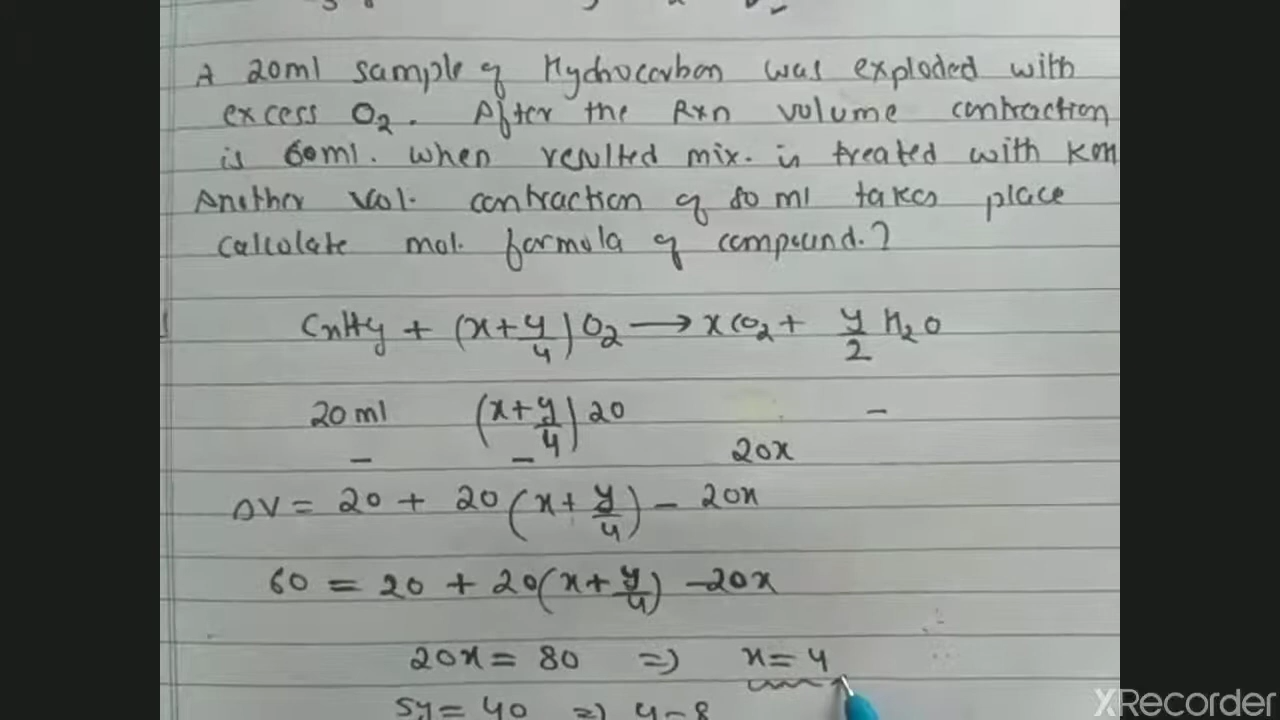 A 20ml sample of Hydrocarbon was exploded with
excess O₂. After the Rxn volume contraction
is 60ml. when resulted mix. is treated with KOH
Another vol. contraction of 80 ml takes place
calculate mol. formula of compound.?
CxHy + (x+y/4)O₂ → xCO₂ + y/2 H₂O
20 ml (x+y/4)20 -
- - 20x
ΔV = 20 + 20(x+y/4) - 20x
60 = 20 + 20(x+y/4) - 20x
20x = 80 ⇒ x = 4
5y = 40 ⇒ y = 8
XRecorder